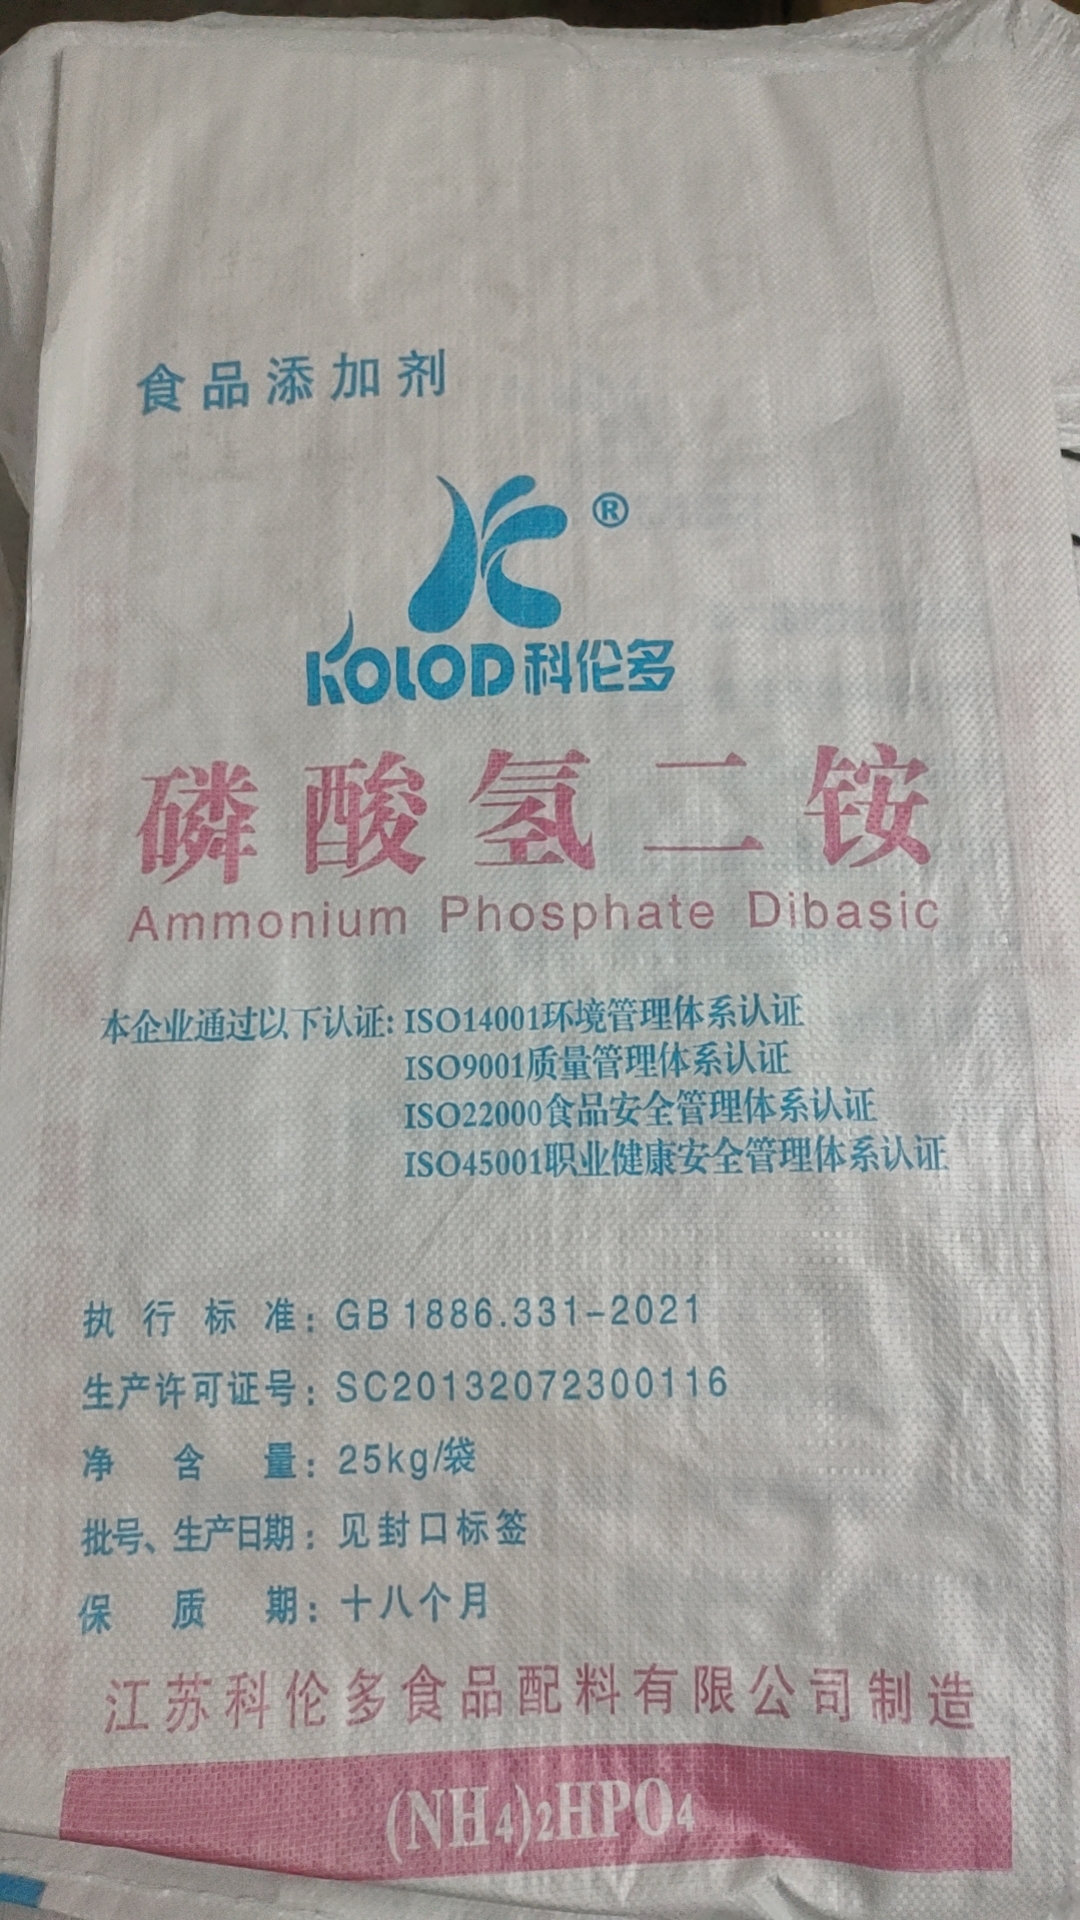 食品添加剂
®
KOLOD科伦多
磷酸氢二铵
Ammonium Phosphate Dibasic
本企业通过以下认证: ISO14001环境管理体系认证
ISO9001质量管理体系认证
ISO22000食品安全管理体系认证
ISO45001职业健康安全管理体系认证
执行标准: GB 1886.331-2021
生产许可证号: SC20132072300116
净含量: 25kg/袋
批号、生产日期: 见封口标签
保质期: 十八个月
江苏科伦多食品配料有限公司制造
(NH4)2HPO4